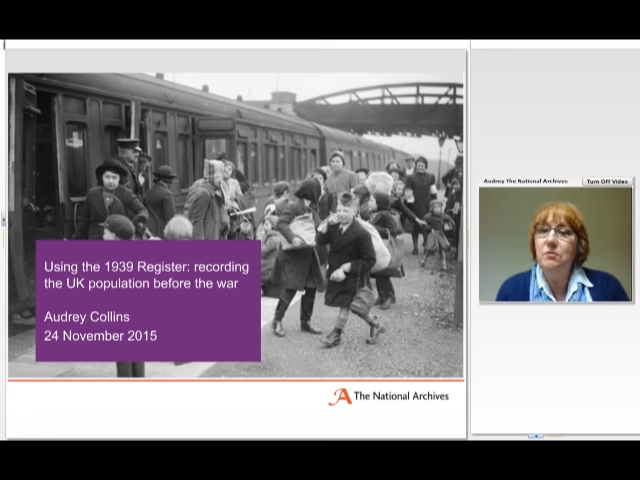 Using the 1939 Register: recording
the UK population before the war
Audrey Collins
24 November 2015
The National Archives
Audrey The National Archives
Turn Off Video